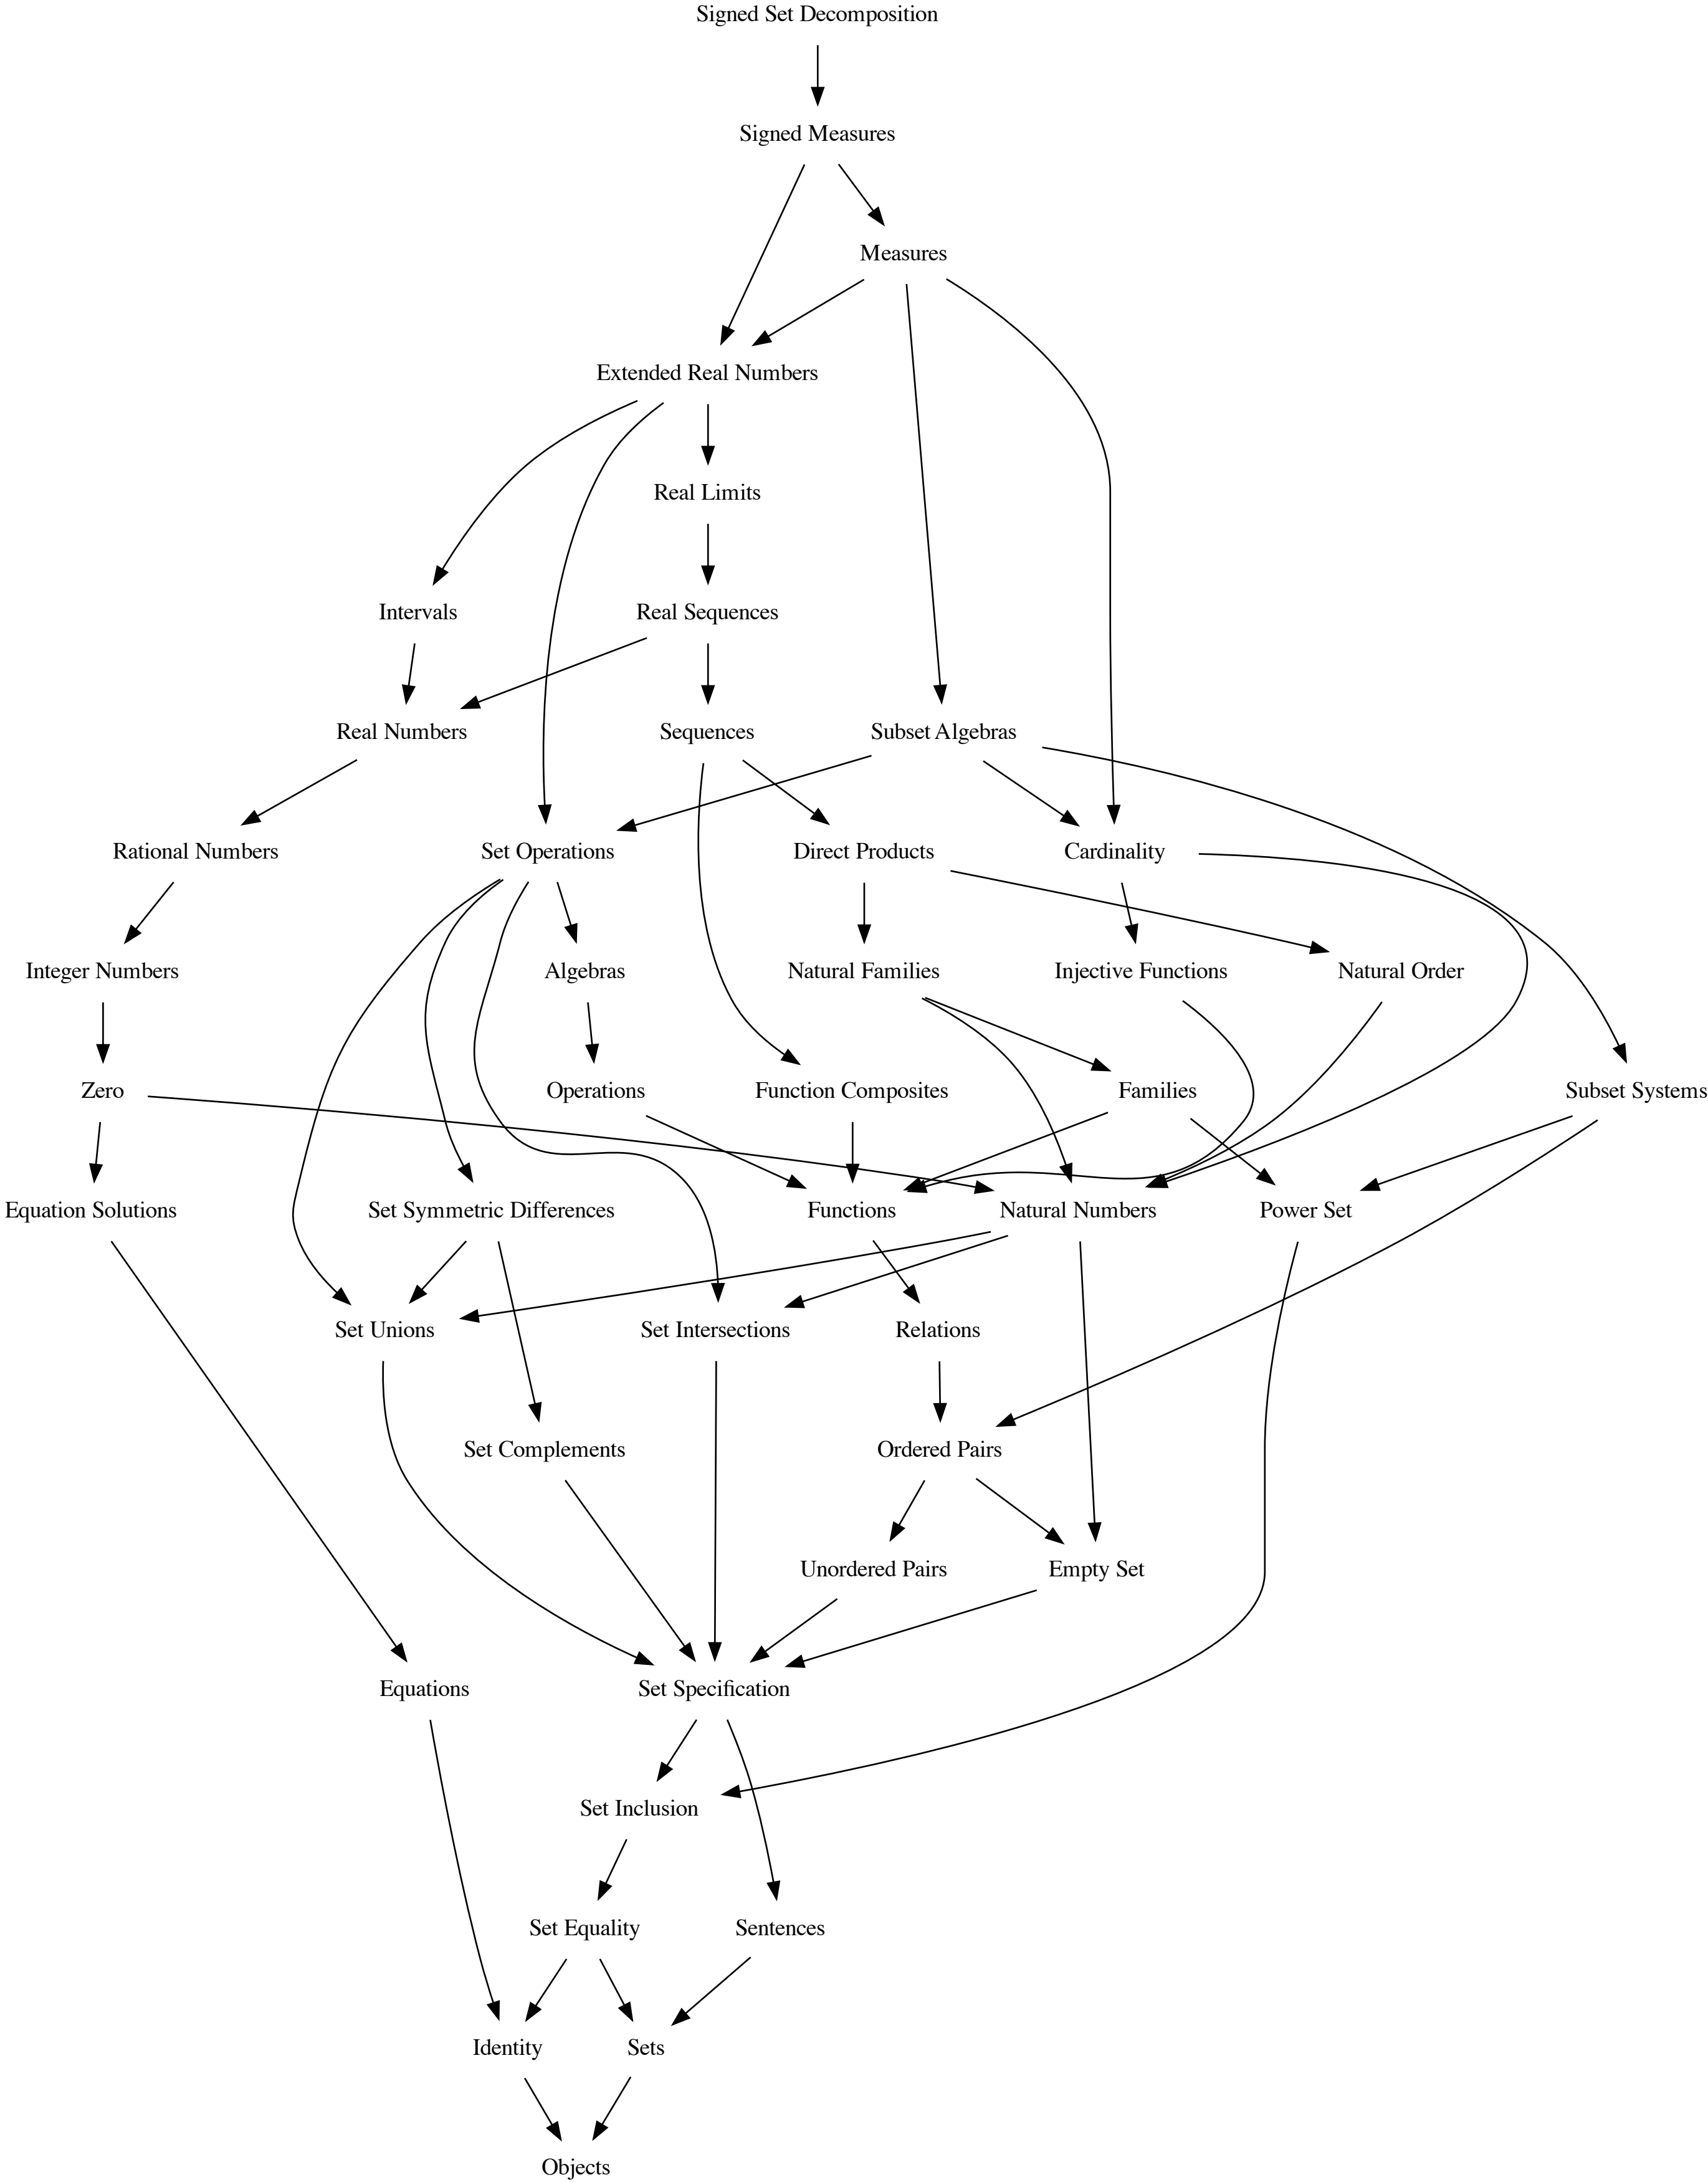 Signed Set Decomposition
Signed Measures
Measures
Extended Real Numbers
Real Limits
Intervals
Real Sequences
Real Numbers
Sequences
Subset Algebras
Rational Numbers
Set Operations
Direct Products
Cardinality
Integer Numbers
Algebras
Natural Families
Injective Functions
Natural Order
Zero
Operations
Function Composites
Families
Subset Systems
Equation Solutions
Set Symmetric Differences
Functions
Natural Numbers
Power Set
Set Unions
Set Intersections
Relations
Set Complements
Ordered Pairs
Unordered Pairs
Empty Set
Equations
Set Specification
Set Inclusion
Set Equality
Sentences
Identity
Sets
Objects